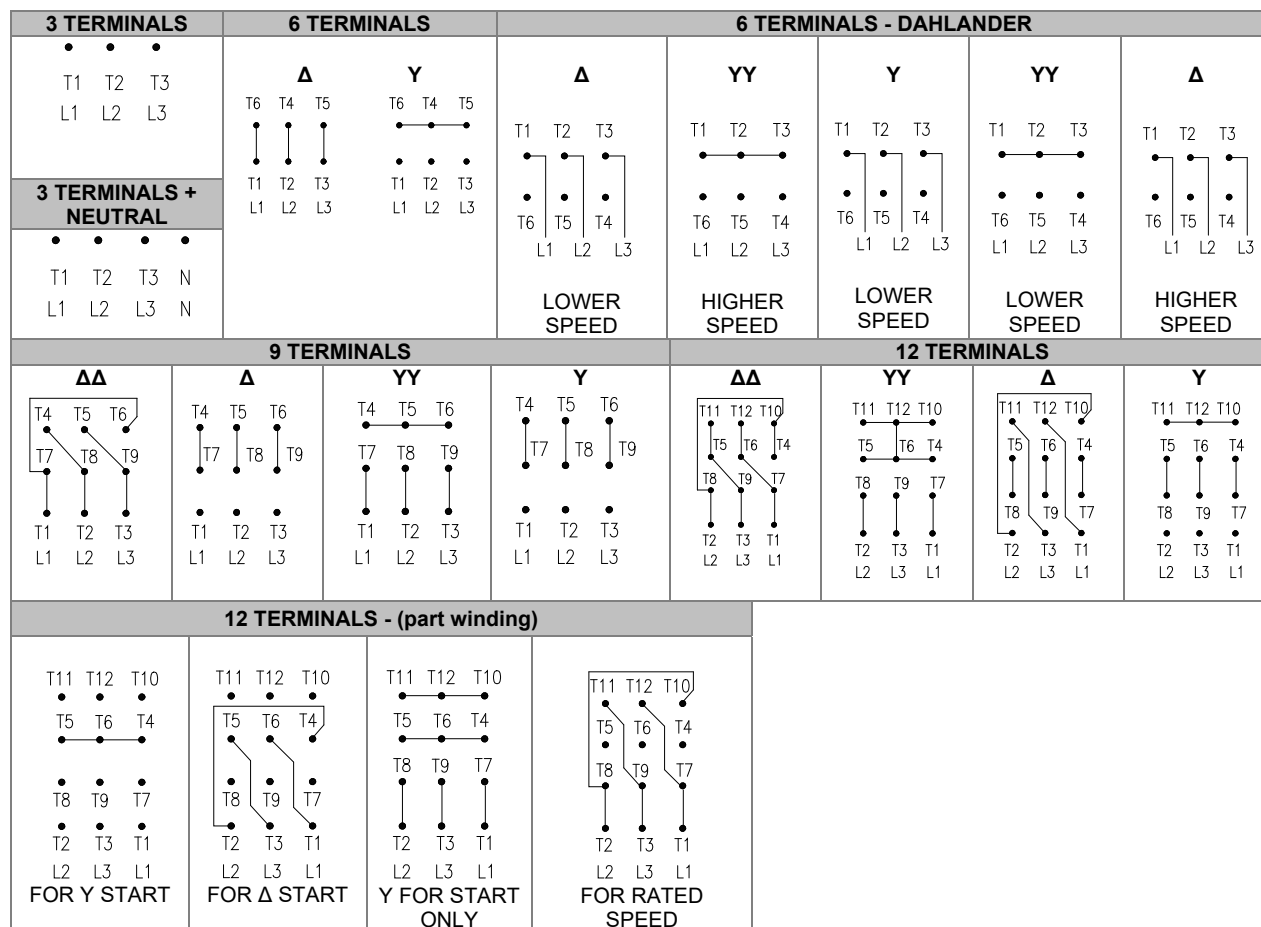 3 TERMINALS
T1 T2 T3
L1 L2 L3
3 TERMINALS +
NEUTRAL
T1 T2 T3 N
L1 L2 L3 N
6 TERMINALS
Δ Y
T6 T4 T5 T6 T4 T5
T1 T2 T3 T1 T2 T3
L1 L2 L3 L1 L2 L3
6 TERMINALS - DAHLANDER
Δ
T1 T2 T3
T6 T5 T4
L1 L2 L3
LOWER
SPEED
YY
T1 T2 T3
T6 T5 T4
L1 L2 L3
HIGHER
SPEED
Y
T1 T2 T3
T6 T5 T4
L1 L2 L3
LOWER
SPEED
YY
T1 T2 T3
T6 T5 T4
L1 L2 L3
LOWER
SPEED
Δ
T1 T2 T3
T6 T5 T4
L1 L2 L3
HIGHER
SPEED
9 TERMINALS
ΔΔ
T4 T5 T6
T7 T8 T9
T1 T2 T3
L1 L2 L3
Δ
T4 T5 T6
T7 T8 T9
T1 T2 T3
L1 L2 L3
YY
T4 T5 T6
T7 T8 T9
T1 T2 T3
L1 L2 L3
Y
T4 T5 T6
T7 T8 T9
T1 T2 T3
L1 L2 L3
12 TERMINALS
ΔΔ
T11 T12 T10
T5 T6 T4
T8 T9 T7
T2 T3 T1
L2 L3 L1
YY
T11 T12 T10
T5 T6 T4
T8 T9 T7
T2 T3 T1
L2 L3 L1
Δ
T11 T12 T10
T5 T6 T4
T8 T9 T7
T2 T3 T1
L2 L3 L1
Y
T11 T12 T10
T5 T6 T4
T8 T9 T7
T2 T3 T1
L2 L3 L1
12 TERMINALS - (part winding)
T11 T12 T10
T5 T6 T4
T8 T9 T7
T2 T3 T1
L2 L3 L1
FOR Y START
T11 T12 T10
T5 T6 T4
T8 T9 T7
T2 T3 T1
L2 L3 L1
FOR Δ START
T11 T12 T10
T5 T6 T4
T8 T9 T7
T2 T3 T1
L2 L3 L1
Y FOR START
ONLY
T11 T12 T10
T5 T6 T4
T8 T9 T7
T2 T3 T1
L2 L3 L1
FOR RATED
SPEED